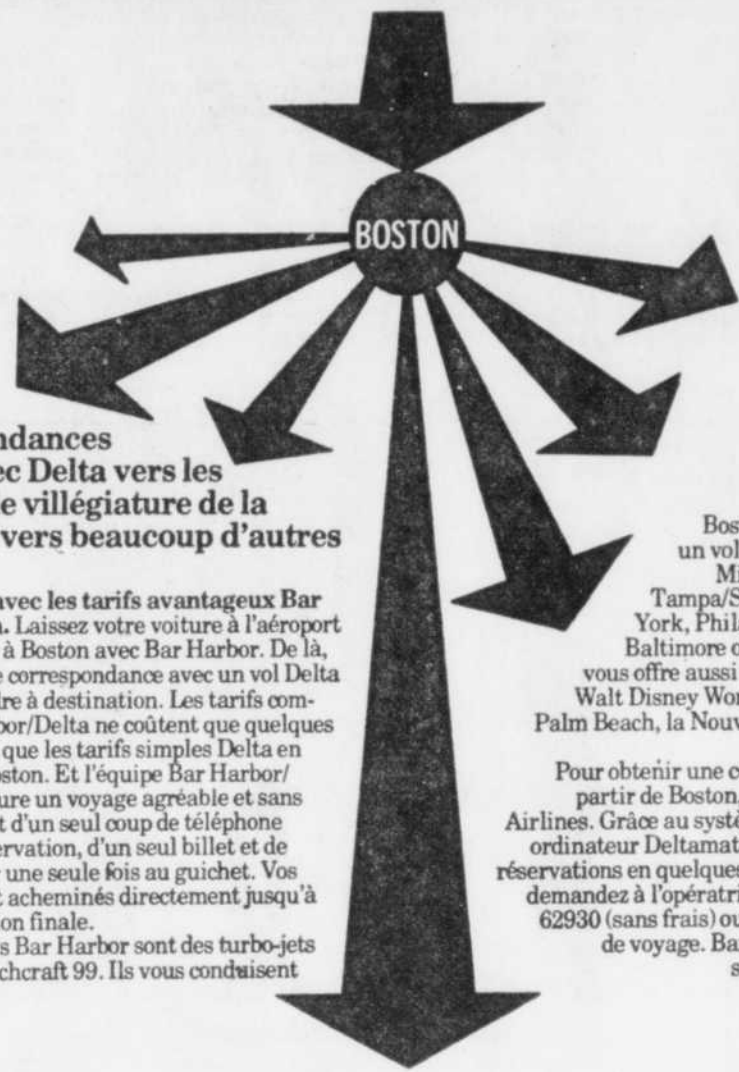 BOSTON
ndances
ec Delta vers les
e villégiature de la
vers beaucoup d'autres
avec les tarifs avantageux Bar
Laissez votre voiture à l'aéroport
à Boston avec Bar Harbor. De là,
e correspondance avec un vol Delta
re à destination. Les tarifs com-
bor/Delta ne coûtent que quelques
que les tarifs simples Delta en
oston. Et l'équipe Bar Harbor/
ure un voyage agréable et sans
t d'un seul coup de téléphone
ervation, d'un seul billet et de
r une seule fois au guichet. Vos
t acheminés directement jusqu'à
on finale.
s Bar Harbor sont des turbo-jets
chcraft 99. Ils vous conduisent
Bos
un vol
Mi
Tampa/S
York, Phila
Baltimore o
vous offre aussi
Walt Disney Wor
Palm Beach, la Nouv
Pour obtenir une c
partir de Boston,
Airlines. Grâce au systè
ordinateur Deltamat
réservations en quelques
demandez à l'opératri
62930 (sans frais) ou
de voyage. Ba
s